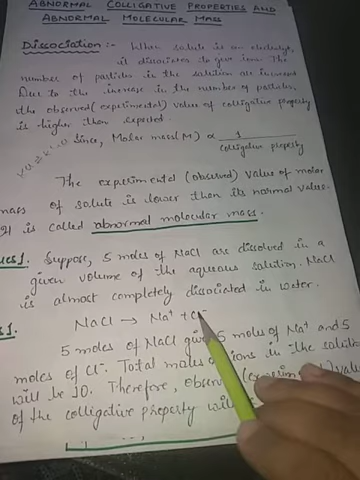 ABNORMAL COLLIGATIVE PROPERTIES AND
ABNORMAL MOLECULAR MASS
Dissociation :- When solute is an electrolyte,
it dissociates to give ions. The
number of particles in the solution are increased
Due to the increase in the number of particles,
the observed (experimental) value of colligative property
is higher than expected.
Since, Molar mass (M) ∝ 1
colligative property
The experimental (observed) value of molar
mass of solute is lower than its normal value.
It is called abnormal molecular mass.
ques 1. Suppose, 5 moles of NaCl are dissolved in a
given volume of the aqueous solution. NaCl
is almost completely dissociated in water.
NaCl → Na⁺ +
5 moles of NaCl give 5 moles of Na⁺ and 5
moles of Cl⁻. Total moles ions in the
will be 10. Therefore,
of the colligative property will